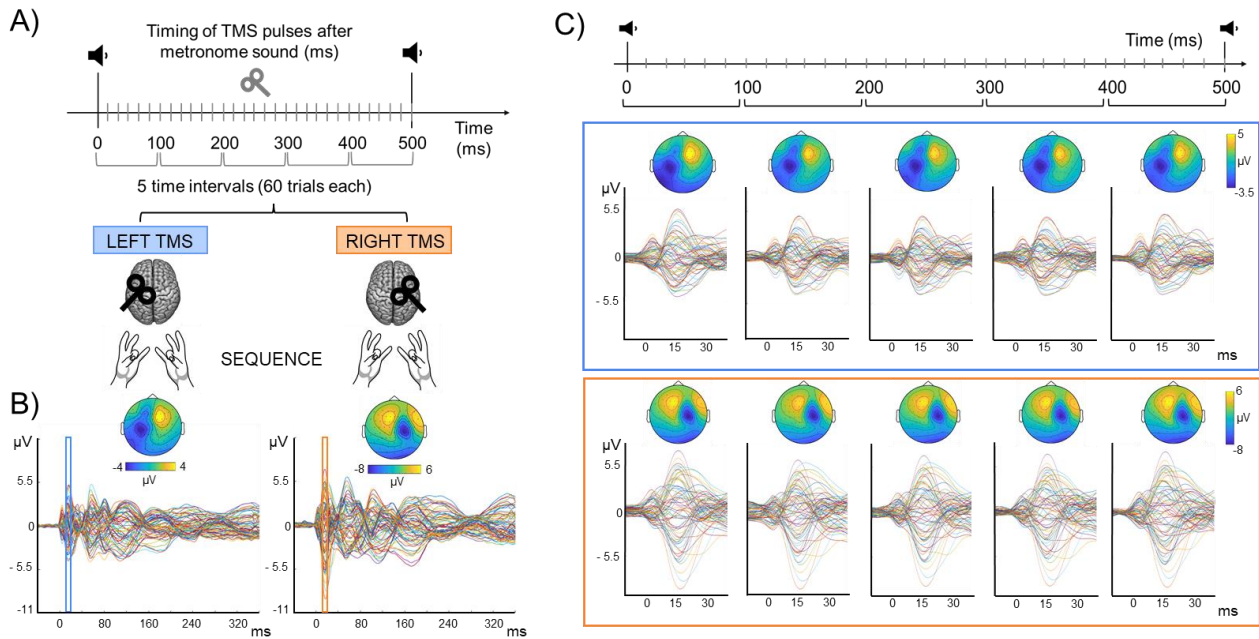 A)
Timing of TMS pulses after
metronome sound (ms)
Time
(ms)
0 100 200 300 400 500
5 time intervals (60 trials each)
LEFT TMS RIGHT TMS
SEQUENCE
B)
-4 4
µV
-8 6
µV
µV
5.5
0
- 5.5
-11
0 80 160 240 320
ms
µV
5.5
0
- 5.5
-11
0 80 160 240 320
ms
C)
Time (ms)
0 100 200 300 400 500
5
µV
-3.5
µV
5.5
0
- 5.5
0 15 30 0 15 30 0 15 30 0 15 30 0 15 30
ms
6
µV
-8
µV
5.5
0
- 5.5
0 15 30 0 15 30 0 15 30 0 15 30 0 15 30
ms